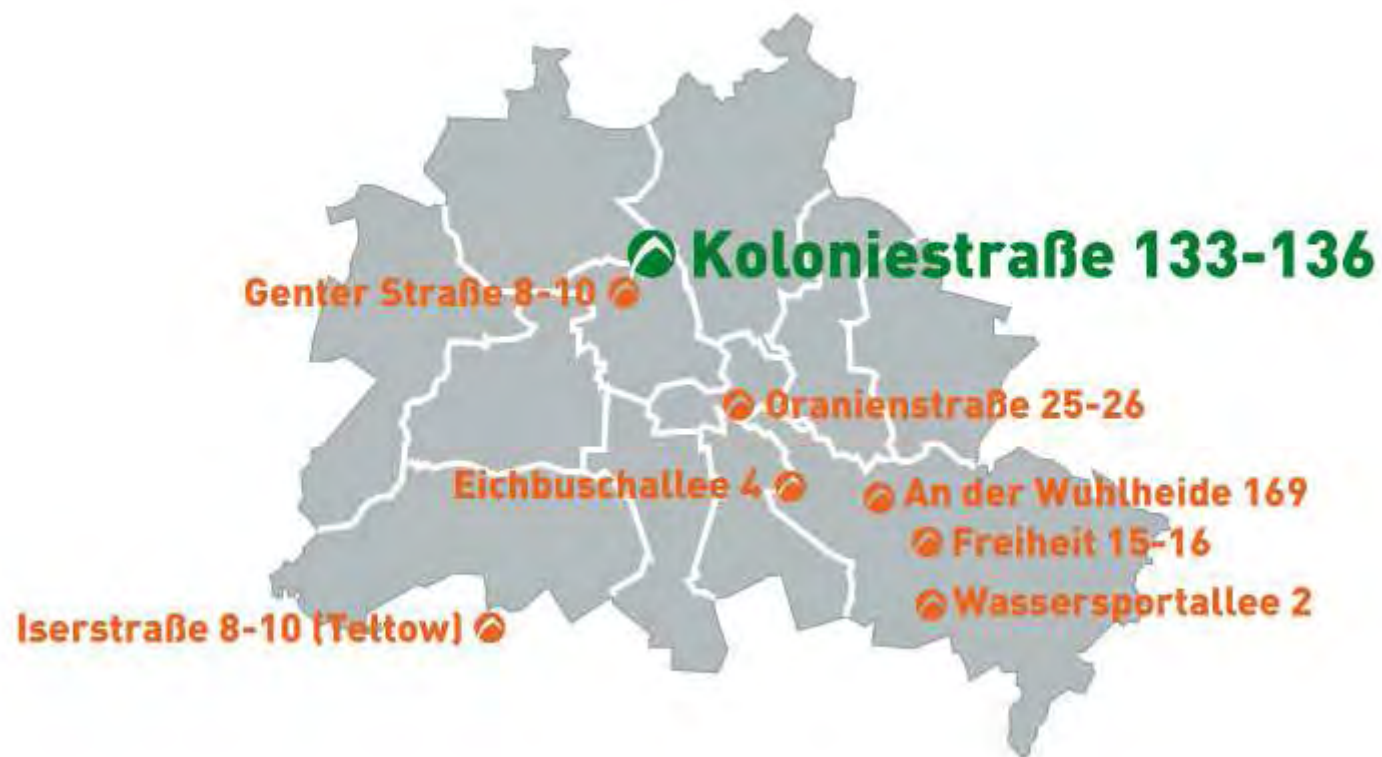 Koloniestraße 133-136
Genter Straße 8-10
Oranienstraße 25-26
Eichbuschallee 4
An der Wuhlheide 169
Freiheit 15-16
Wassersportallee 2
Iserstraße 8-10 (Teltow)